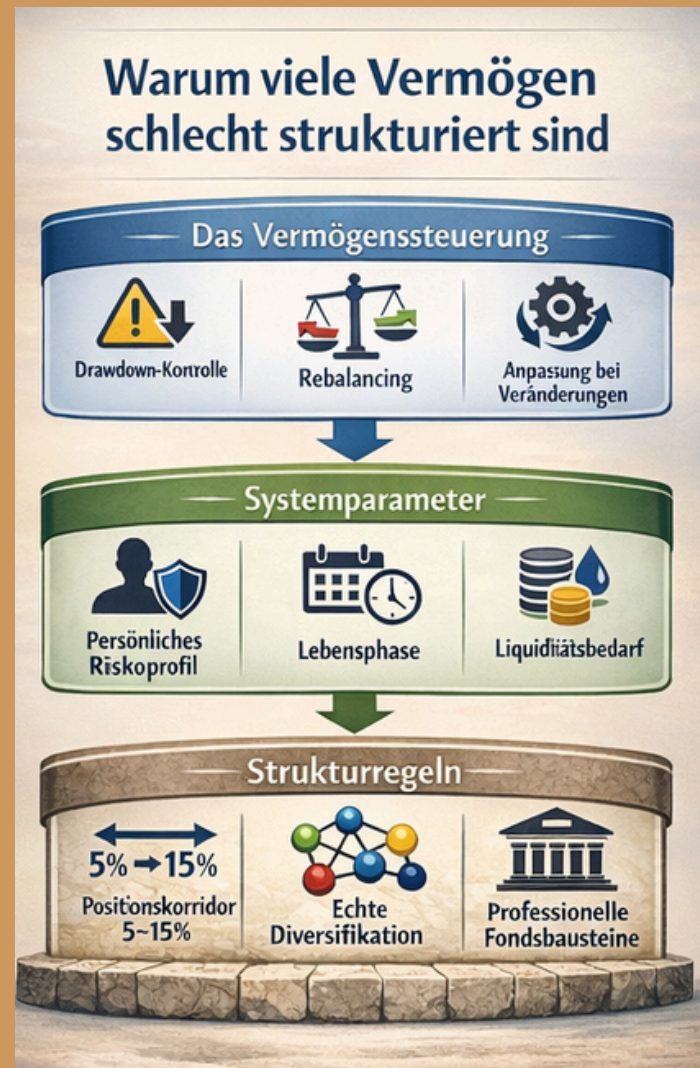 Warum viele Vermögen
schlecht strukturiert sind
Das Vermögenssteuerung
Drawdown-Kontrolle
Rebalancing
Anpassung bei
Veränderungen
Systemparameter
Persönliches
Riskoprofil
Lebensphase
Liquidiätsbedarf
Strukturregeln
5% → 15%
Positionskorridor
5~15%
Echte
Diversifikation
Professionelle
Fondsbausteine